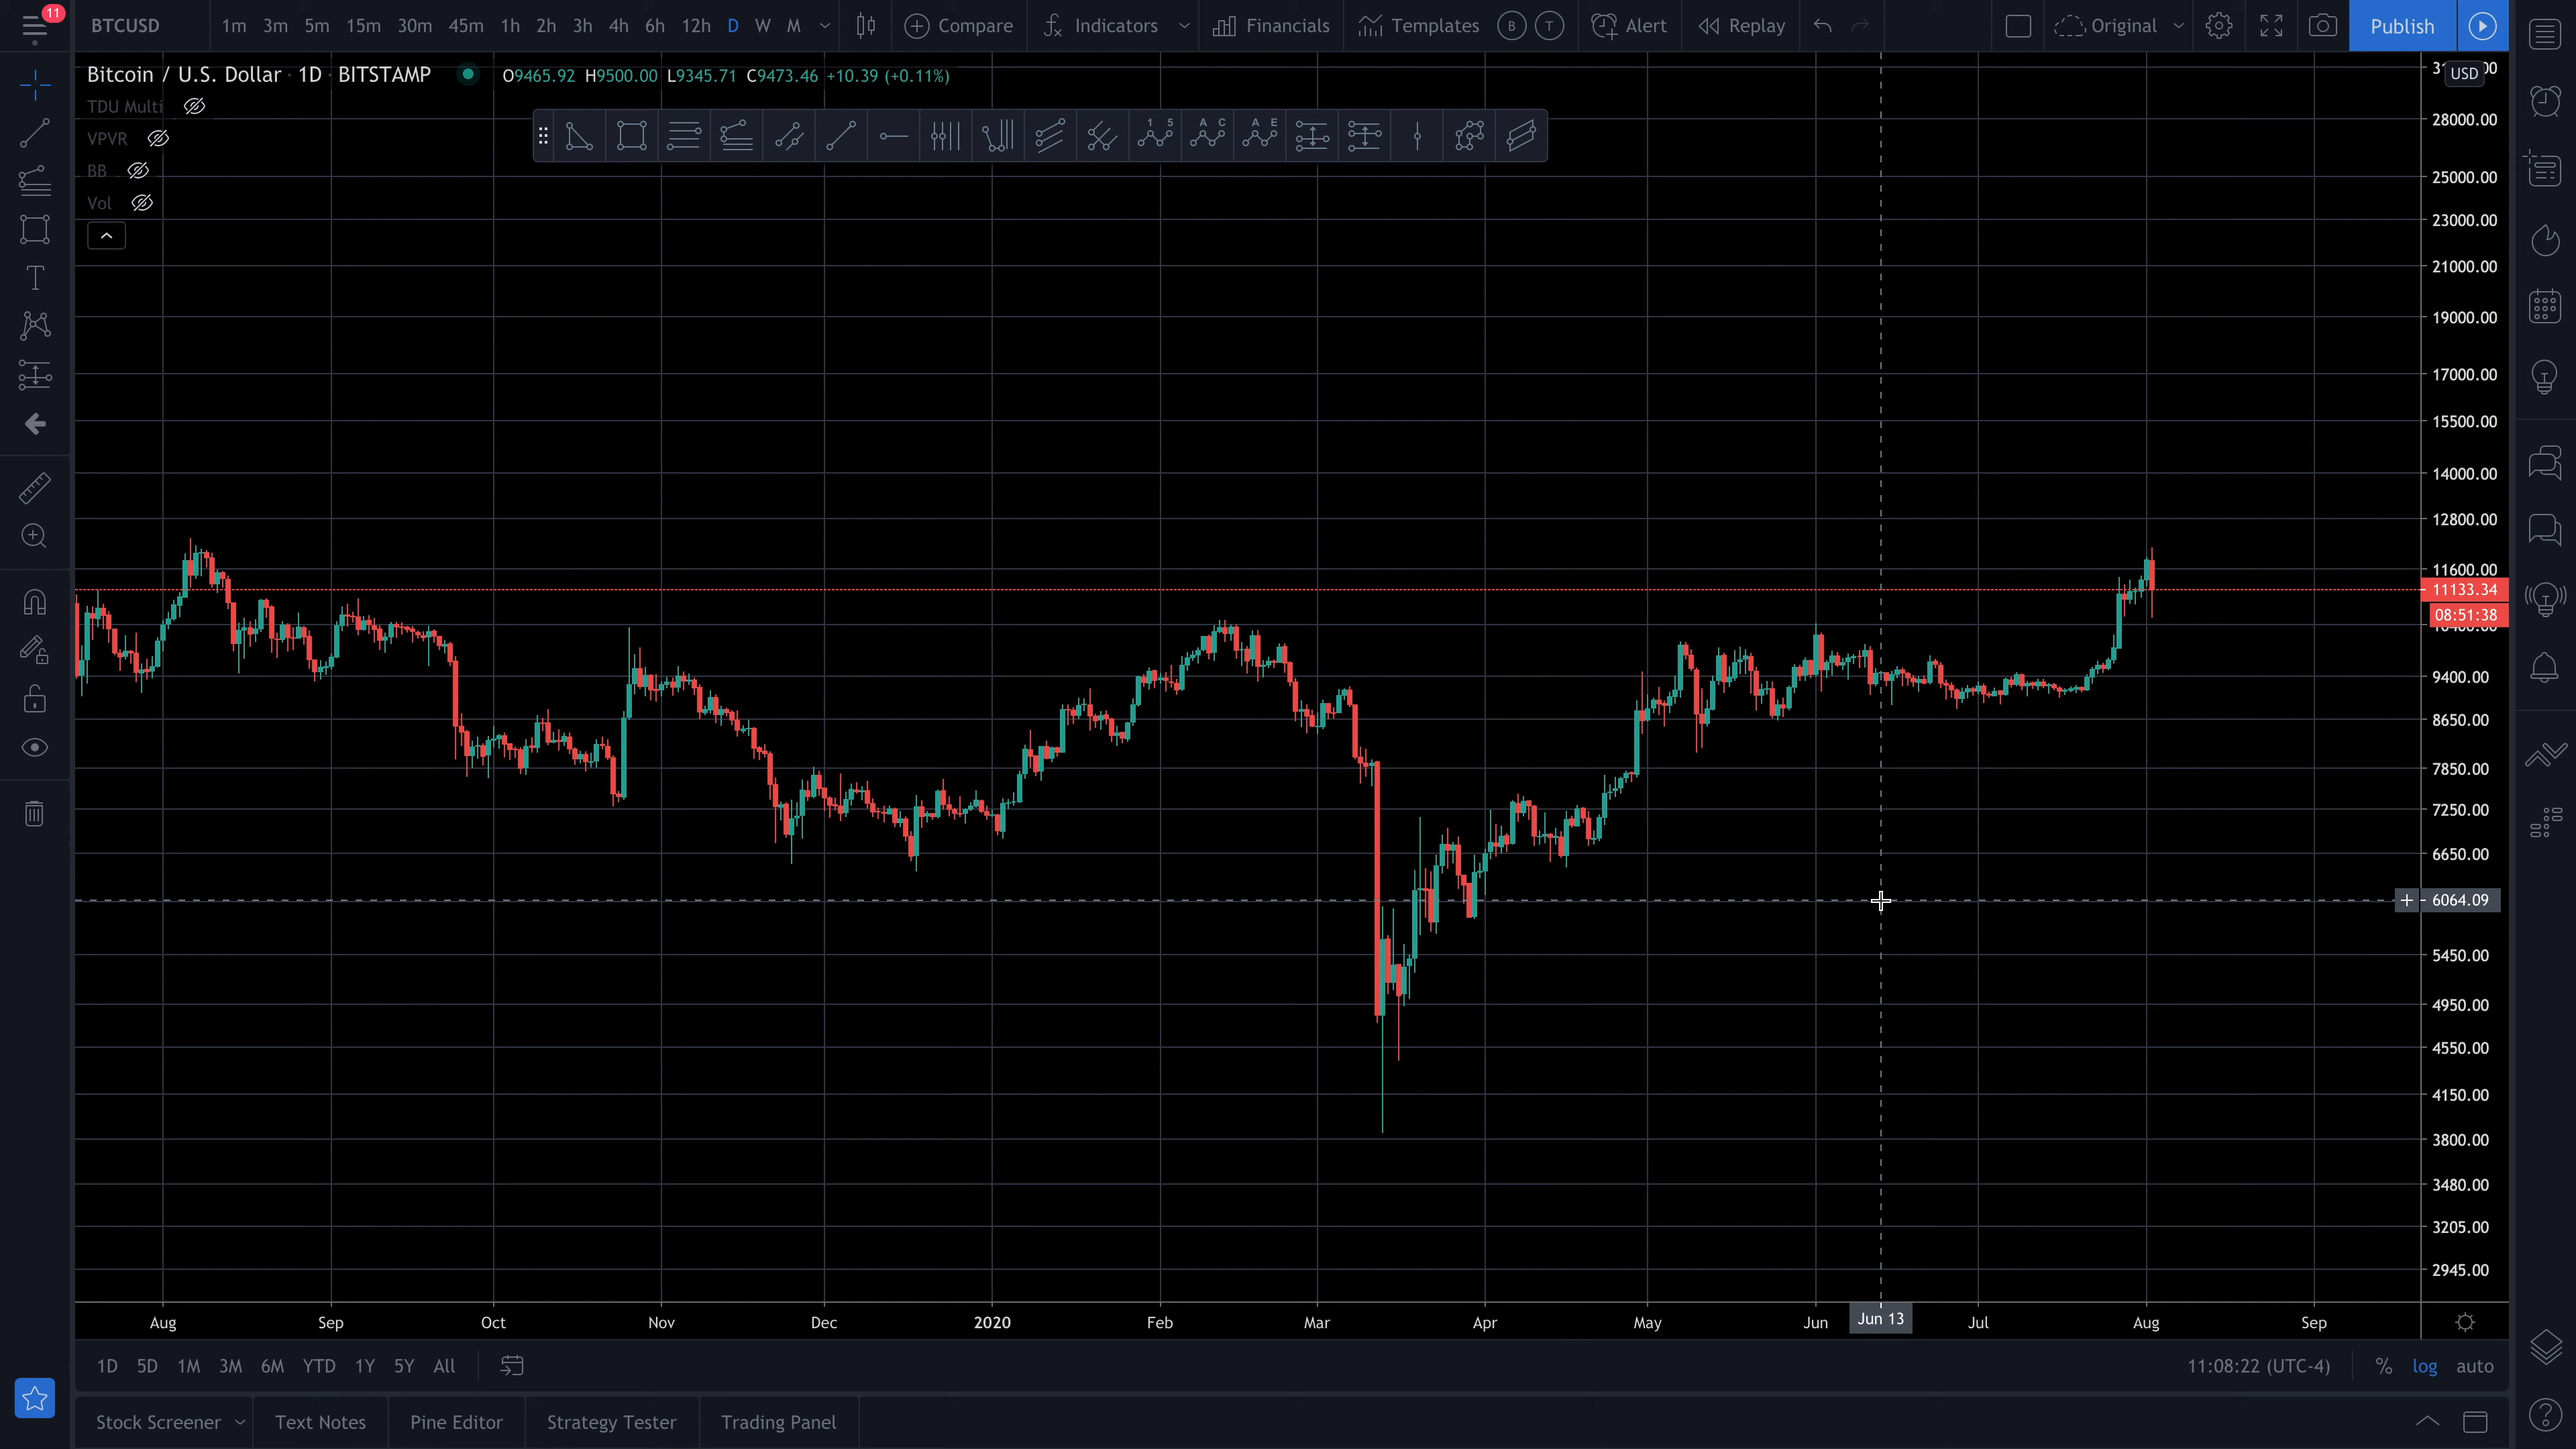 11
BTCUSD 1m 3m 5m 15m 30m 45m 1h 2h 3h 4h 6h 12h D W M Compare Indicators Financials Templates B T Alert Replay Original Publish
Bitcoin / U.S. Dollar · 1D · BITSTAMP O9465.92 H9500.00 L9345.71 C9473.46 +10.39 (+0.11%)
TDU Multi
VPVR
BB
Vol
1 5
A C
A E
USD
28000.00
25000.00
23000.00
21000.00
19000.00
17000.00
15500.00
14000.00
12800.00
11600.00
11133.34
08:51:38
9400.00
8650.00
7850.00
7250.00
6650.00
6064.09
5450.00
4950.00
4550.00
4150.00
3800.00
3480.00
3205.00
2945.00
Aug Sep Oct Nov Dec 2020 Feb Mar Apr May Jun Jun 13 Jul Aug Sep
1D 5D 1M 3M 6M YTD 1Y 5Y All 11:08:22 (UTC-4) % log auto
Stock Screener Text Notes Pine Editor Strategy Tester Trading Panel